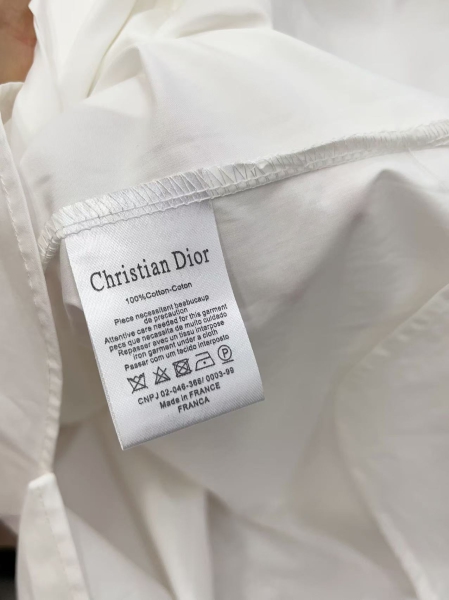 Christian Dior
100%Cotton-Coton
Piece necessitent beabucaup
de precaution
Attentive care needed for this garment
peça que necessita de muito cuidado
Repasser avec un tissu interpose
iron garment under a cloth
Passar com um tecido interposto
P
CNPJ 02-046-368/ 0003-99
Made in FRANCE
FRANCA